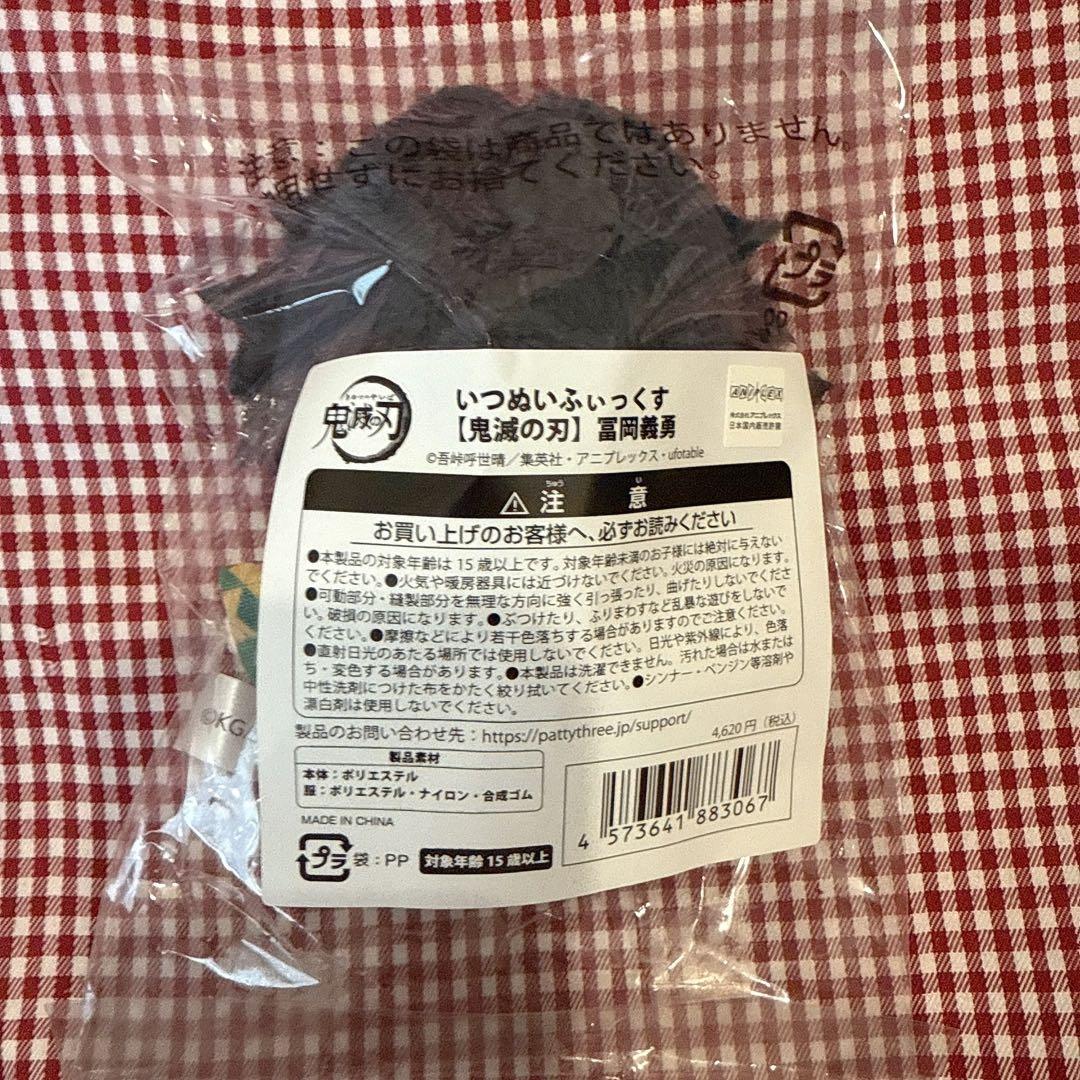 注意：この袋は商品ではありません。
用せずにお捨てください。
プラ
きめつのやいば
鬼滅の刃
いつぬいふぃっくす
【鬼滅の刃】冨岡義勇
©吾峠呼世晴／集英社・アニプレックス・ufotable
ANIPLEX
株式会社アニプレックス
日本国内販売許諾
ちゅう い
⚠注 意
お買い上げのお客様へ、必ずお読みください
●本製品の対象年齢は 15 歳以上です。対象年齢未満のお子様には絶対に与えない
でください。●火気や暖房器具には近づけないでください。火災の原因になります。
●可動部分・縫製部分を無理な方向に強く引っ張ったり、曲げたりしないでくださ
い。破損の原因になります。●ぶつけたり、ふりまわすなど乱暴な遊びをしないで
ください。●摩擦などにより若干色落ちする場合がありますのでご注意ください。
●直射日光のあたる場所では使用しないでください。日光や紫外線により、色落
ち・変色する場合があります。●本製品は洗濯できません。汚れた場合は水または
中性洗剤につけた布をかたく絞り拭いてください。●シンナー・ベンジン等溶剤や
漂白剤は使用しないでください。
製品のお問い合わせ先：https://pattythree.jp/support/
4,620円（税込）
製品素材
本体：ポリエステル
服：ポリエステル・ナイロン・合成ゴム
MADE IN CHINA
プラ 袋：PP
対象年齢 15 歳以上
4 573641 883067
©KG